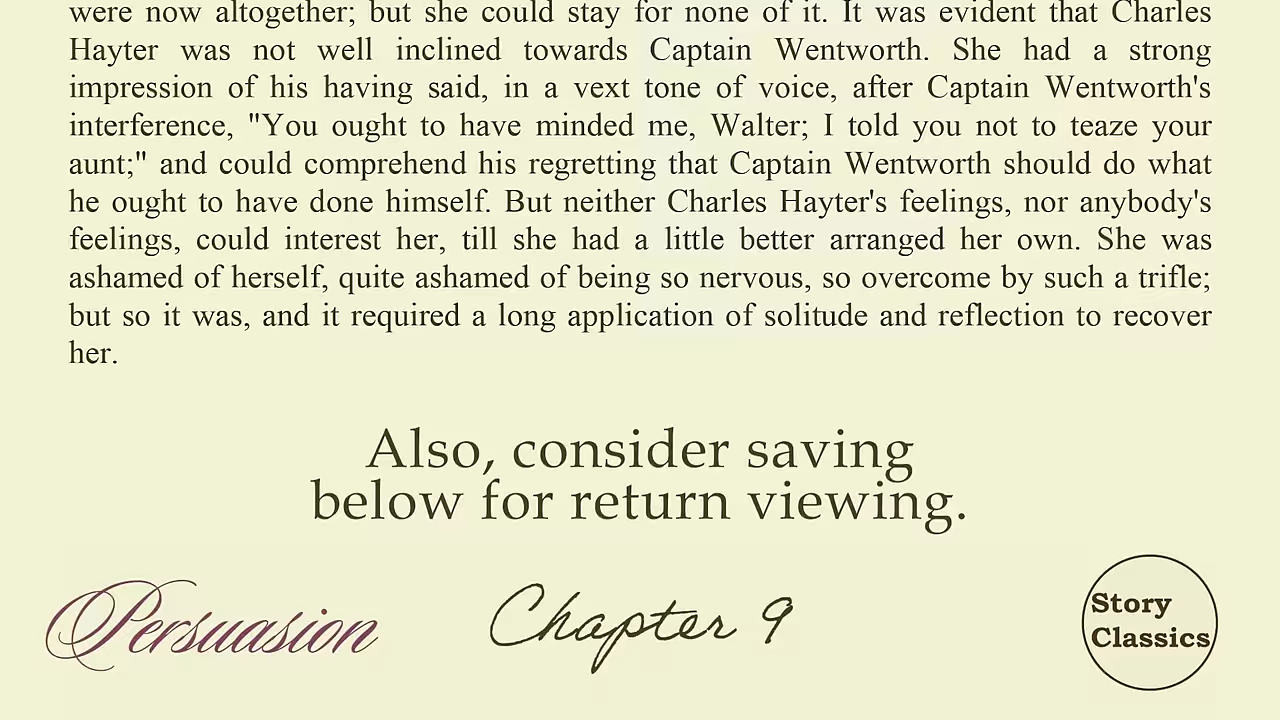 were now altogether; but she could stay for none of it. It was evident that Charles
Hayter was not well inclined towards Captain Wentworth. She had a strong
impression of his having said, in a vext tone of voice, after Captain Wentworth's
interference, "You ought to have minded me, Walter; I told you not to teaze your
aunt;" and could comprehend his regretting that Captain Wentworth should do what
he ought to have done himself. But neither Charles Hayter's feelings, nor anybody's
feelings, could interest her, till she had a little better arranged her own. She was
ashamed of herself, quite ashamed of being so nervous, so overcome by such a trifle;
but so it was, and it required a long application of solitude and reflection to recover
her.
Also, consider saving
below for return viewing.
Persuasion
Chapter 9
Story
Classics